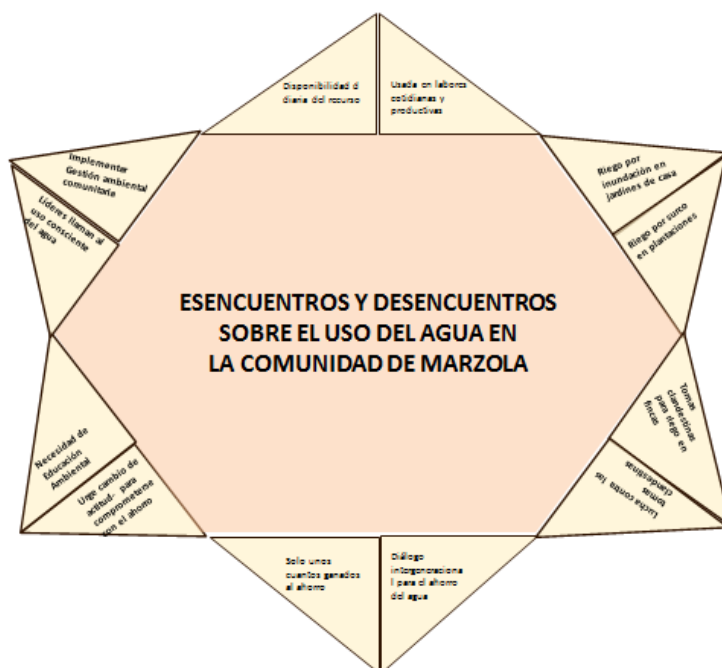 Disponibilidad d
diaria del recurso
Usada en labores
cotidianas y
productivas
Implementar
Gestión ambiental
comunitaria
Líderes llaman al
uso consciente
del agua
Riego por
inundación en
jardines de casa
Riego por surco
en plantaciones
ESENCUENTROS Y DESENCUENTROS
SOBRE EL USO DEL AGUA EN
LA COMUNIDAD DE MARZOLA
Tomas
clandestinas
para riego en
fincas
Lucha contra las
tomas
clandestinas
Necesidad de
Educación
Ambiental
Urge cambio de
actitud- para
comprometerse
con el ahorro
Solo unos
cuantos ganados
al ahorro
Diálogo
intergeneraciona
l para el ahorro
del agua